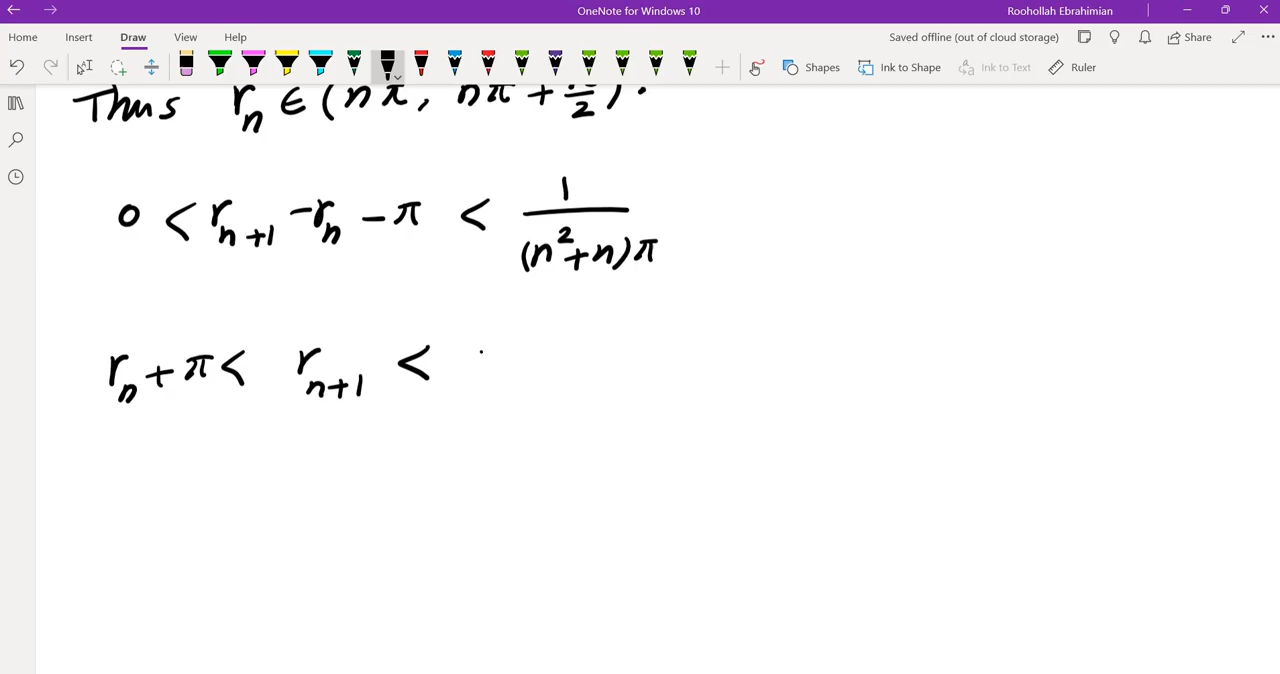 OneNote for Windows 10
Roohollah Ebrahimian
Home Insert Draw View Help
Saved offline (out of cloud storage) Share
Shapes Ink to Shape Ink to Text Ruler
Thus r_n ∈ (nπ, nπ + π/2).
0 < r_{n+1} - r_n - π < 1/((n^2+n)π)
r_n + π < r_{n+1} <